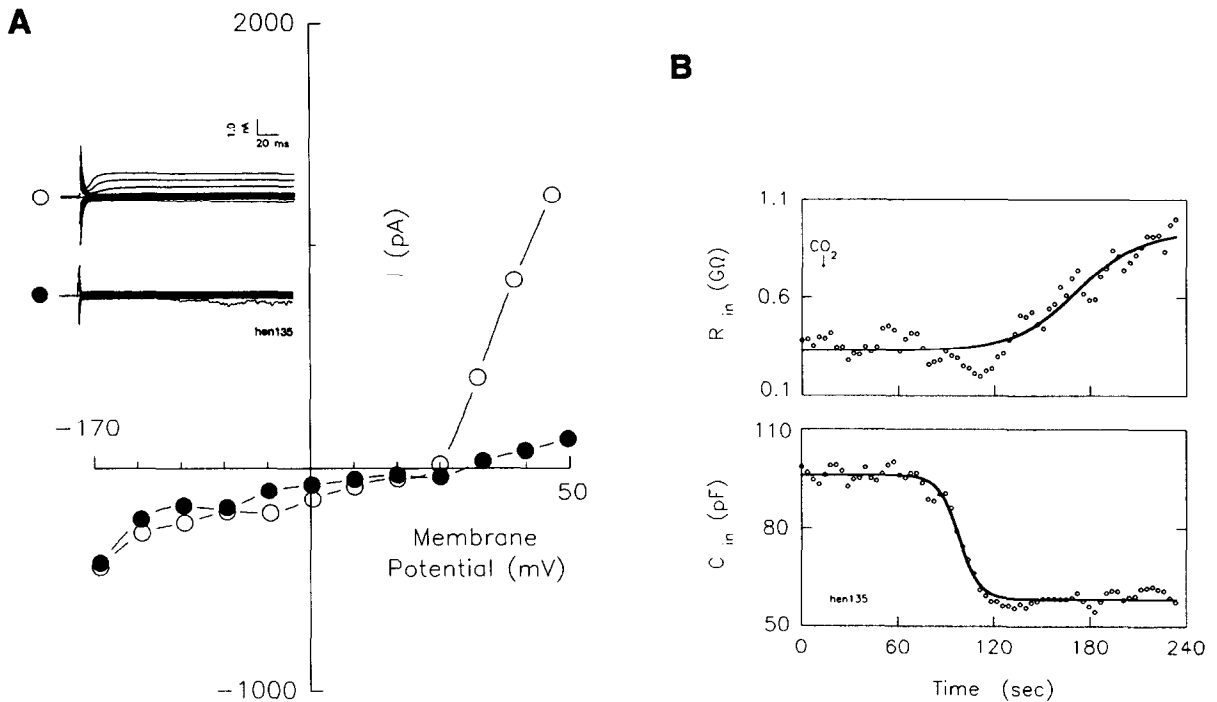 A
2000
1.0
nA
20 ms
I (pA)
hen135
-170
50
Membrane
Potential (mV)
-1000
B
1.1
CO2
0.6
R in (GΩ)
0.1
110
80
C in (pF)
50
hen135
0
60
120
180
240
Time (sec)